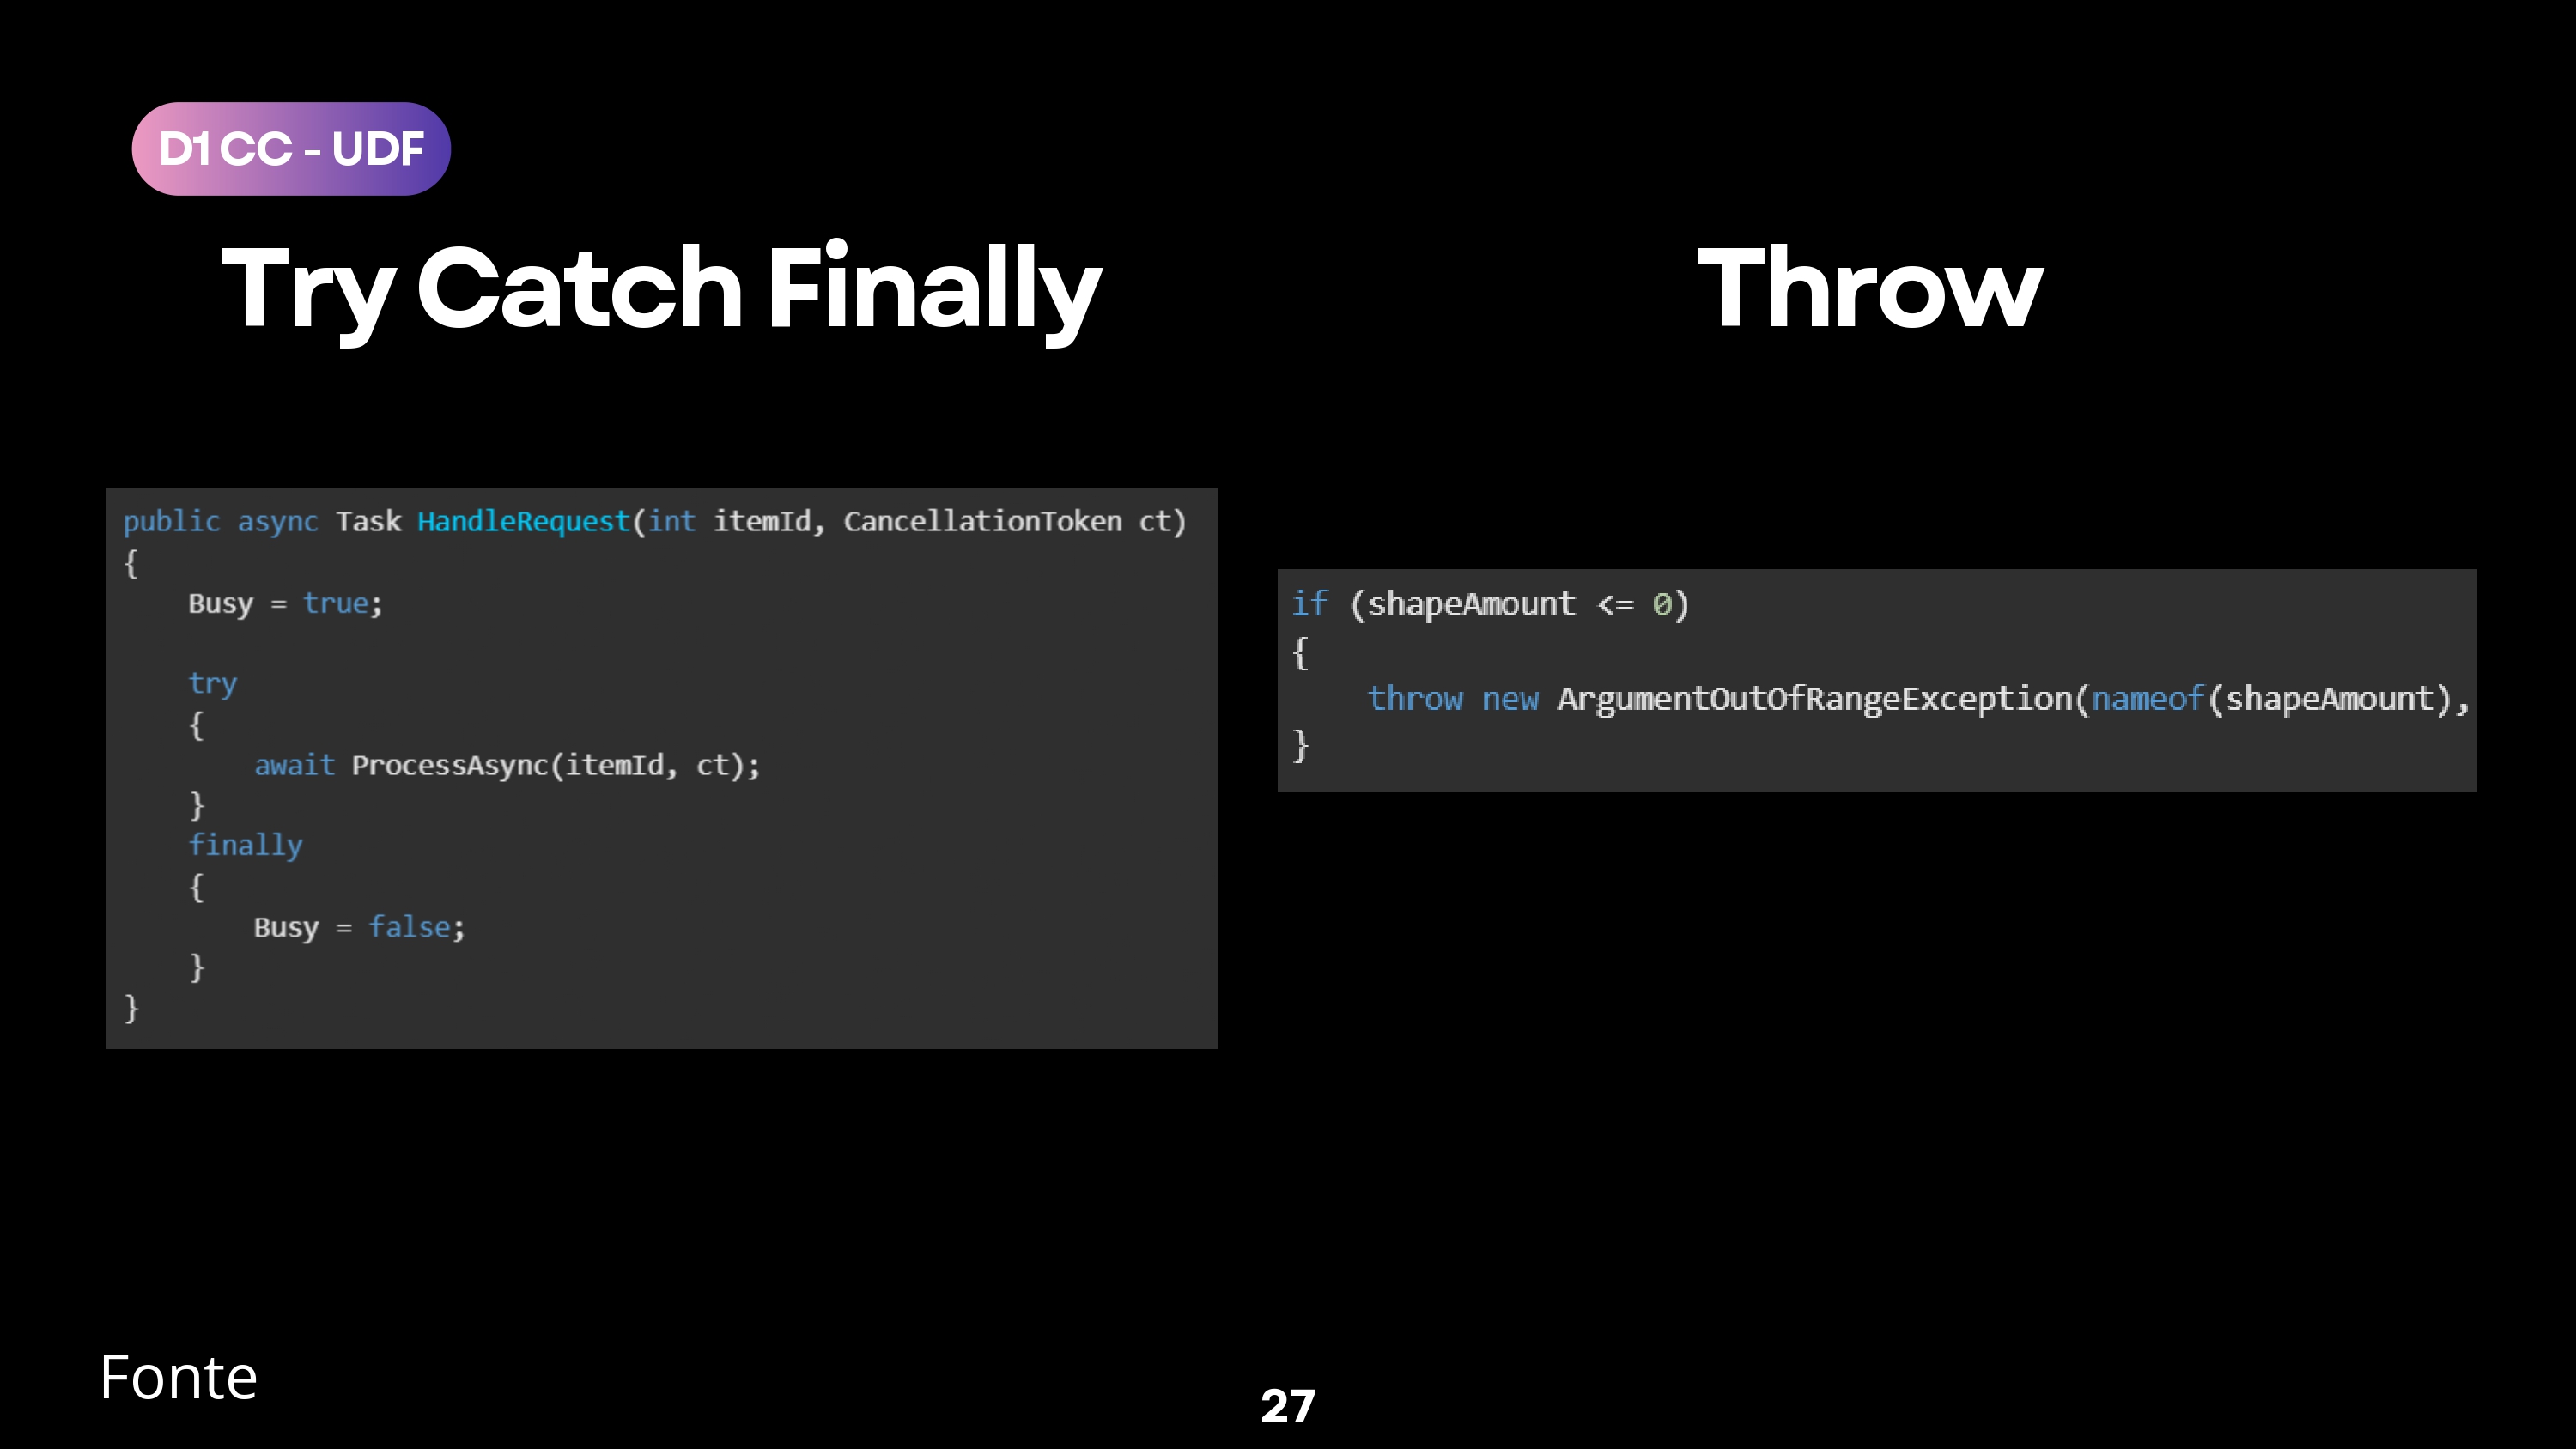 D1 CC - UDF
Try Catch Finally
public async Task HandleRequest(int itemId, CancellationToken ct)
{
    Busy = true;

    try
    {
        await ProcessAsync(itemId, ct);
    }
    finally
    {
        Busy = false;
    }
}
Throw
if (shapeAmount <= 0)
{
    throw new ArgumentOutOfRangeException(nameof(shapeAmount),
}
Fonte
27